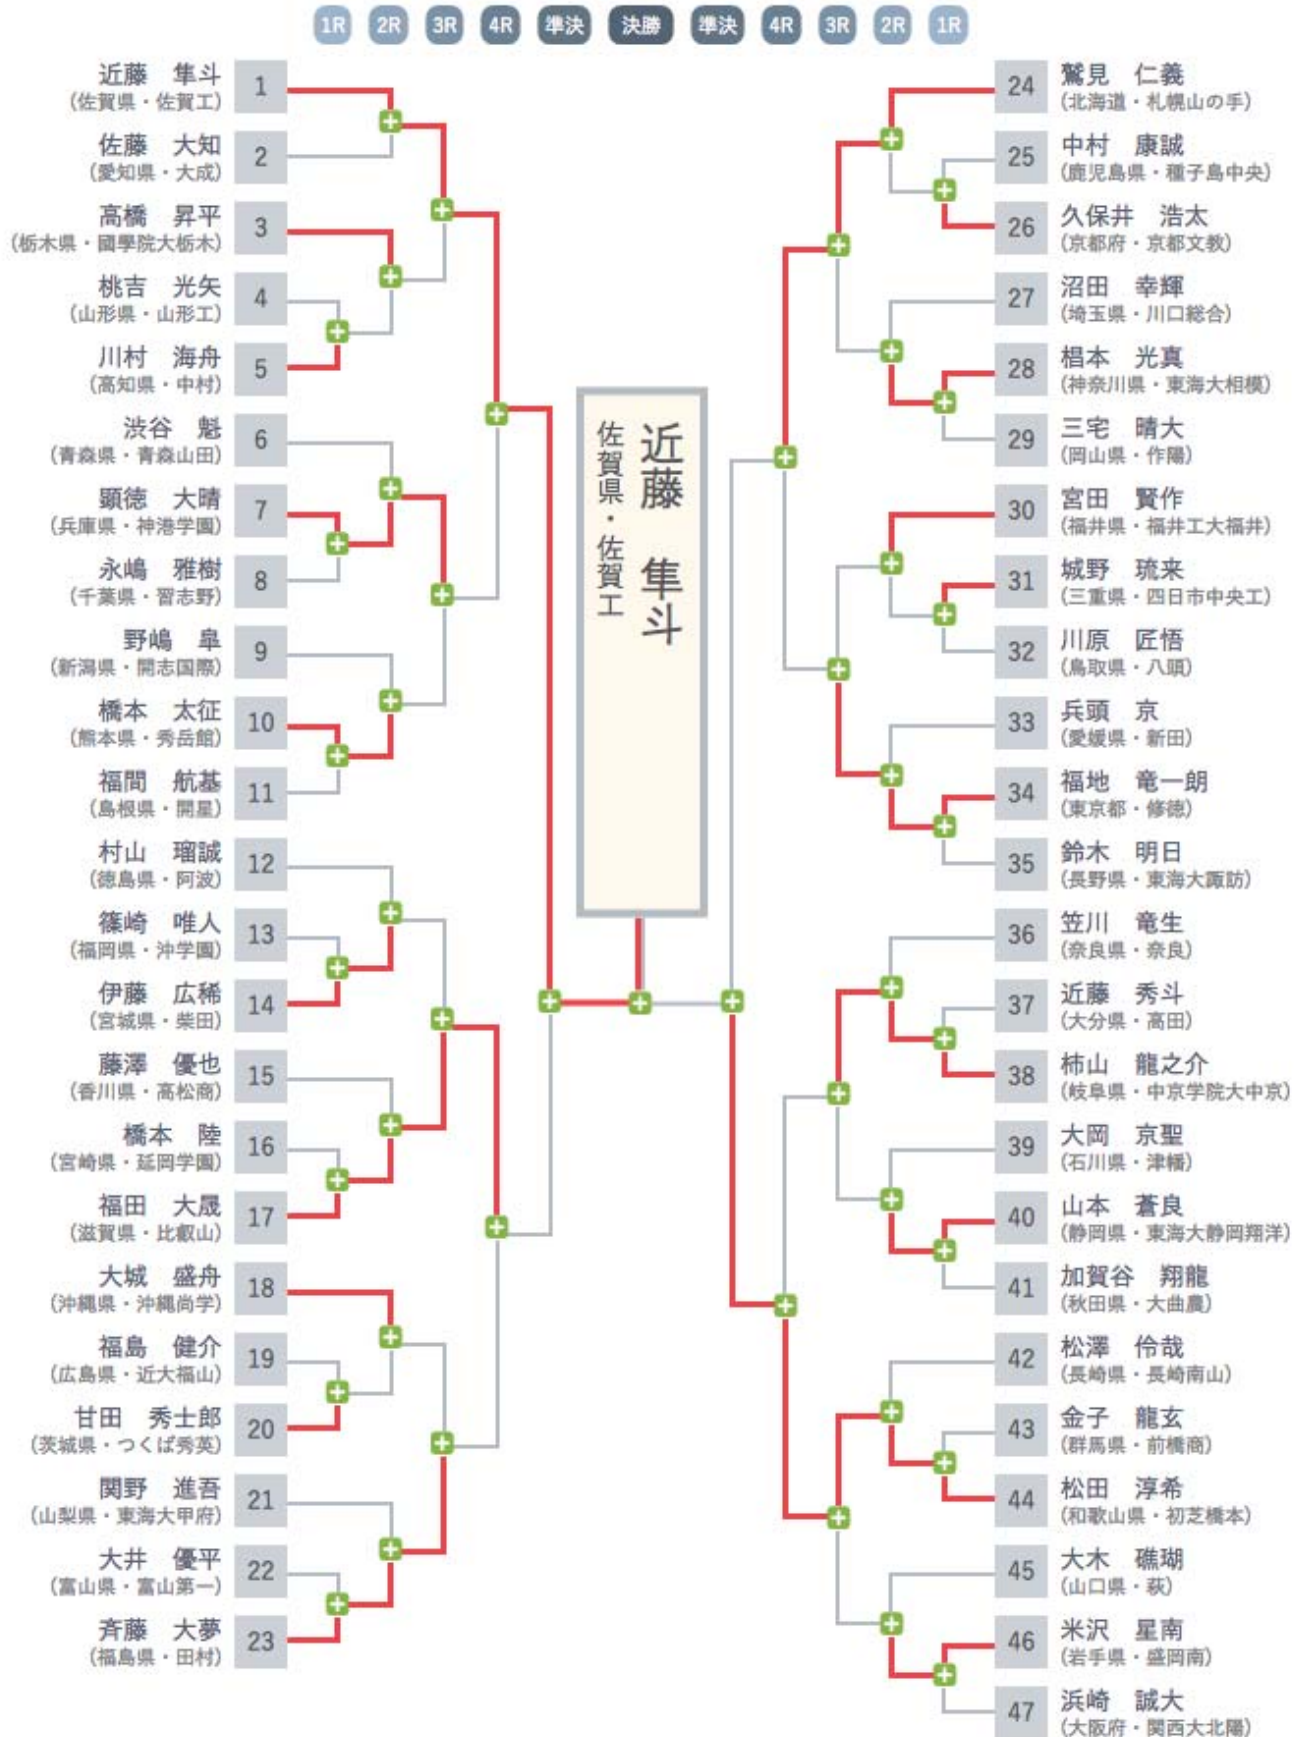 1R 2R 3R 4R 準決 決勝 準決 4R 3R 2R 1R
近藤　隼斗
(佐賀県・佐賀工)
1
佐藤　大知
(愛知県・大成)
2
高橋　昇平
(栃木県・國學院大栃木)
3
桃吉　光矢
(山形県・山形工)
4
川村　海舟
(高知県・中村)
5
渋谷　魁
(青森県・青森山田)
6
顕徳　大晴
(兵庫県・神港学園)
7
永嶋　雅樹
(千葉県・習志野)
8
野嶋　皐
(新潟県・開志国際)
9
橋本　太征
(熊本県・秀岳館)
10
福間　航基
(島根県・開星)
11
村山　瑠誠
(徳島県・阿波)
12
篠崎　唯人
(福岡県・沖学園)
13
伊藤　広稀
(宮城県・柴田)
14
藤澤　優也
(香川県・高松商)
15
橋本　陸
(宮崎県・延岡学園)
16
福田　大晟
(滋賀県・比叡山)
17
大城　盛舟
(沖縄県・沖縄尚学)
18
福島　健介
(広島県・近大福山)
19
甘田　秀士郎
(茨城県・つくば秀英)
20
関野　進吾
(山梨県・東海大甲府)
21
大井　優平
(富山県・富山第一)
22
斉藤　大夢
(福島県・田村)
23
近藤　隼斗
佐賀県・佐賀工
24
鷲見　仁義
(北海道・札幌山の手)
25
中村　康誠
(鹿児島県・種子島中央)
26
久保井　浩太
(京都府・京都文教)
27
沼田　幸輝
(埼玉県・川口総合)
28
椙本　光真
(神奈川県・東海大相模)
29
三宅　晴大
(岡山県・作陽)
30
宮田　賢作
(福井県・福井工大福井)
31
城野　琉来
(三重県・四日市中央工)
32
川原　匠悟
(鳥取県・八頭)
33
兵頭　京
(愛媛県・新田)
34
福地　竜一朗
(東京都・修徳)
35
鈴木　明日
(長野県・東海大諏訪)
36
笠川　竜生
(奈良県・奈良)
37
近藤　秀斗
(大分県・高田)
38
柿山　龍之介
(岐阜県・中京学院大中京)
39
大岡　京聖
(石川県・津幡)
40
山本　蒼良
(静岡県・東海大静岡翔洋)
41
加賀谷　翔龍
(秋田県・大曲農)
42
松澤　伶哉
(長崎県・長崎南山)
43
金子　龍玄
(群馬県・前橋商)
44
松田　淳希
(和歌山県・初芝橋本)
45
大木　礁瑚
(山口県・萩)
46
米沢　星南
(岩手県・盛岡南)
47
浜崎　誠大
(大阪府・関西大北陽)